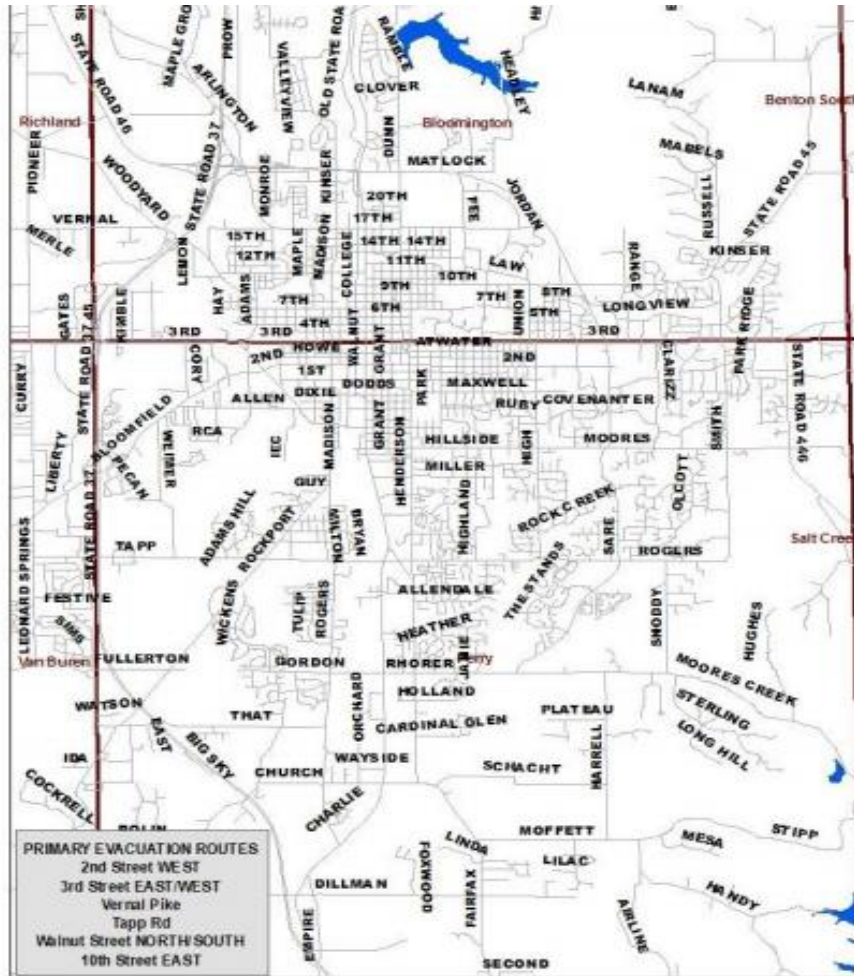 SH
MAPLE GRO
PROW
VALLEYVIEW
OLD STATE ROA
RAMBLE
HEADLEY
STATE ROAD 46
ARLINGTON
CLOVER
LANAM
Benton South
Richland
Bloomington
PIONEER
WOODYARD
STATE ROAD 37
MONROE
KINSER
DUNN
MATLOCK
MABELS
RUSSELL
STATE ROAD 45
VERNAL
MERLE
20TH
17TH
FEE
JORDAN
15TH
12TH
MAPLE
MADISON
COLLEGE
14TH
14TH
11TH
LAW
KINSER
LEMON
10TH
RANGE
GATES
KIMBLE
HAY
ADAMS
7TH
9TH
6TH
7TH
UNION
8TH
5TH
LONGVIEW
3RD
3RD
4TH
WALNUT
GRANT
3RD
PARK RIDGE
2ND
HOWE
ATWATER
2ND
CURRY
STATE ROAD 37 45
CORY
1ST
DODDS
PARK
MAXWELL
CLARIZZ
STATE ROAD 446
ALLEN
DIXIE
RUBY
COVENANTER
LIBERTY
BLOOMFIELD
RCA
IEC
MADISON
GRANT
HENDERSON
HILLSIDE
HIGH
MOORES
SMITH
PECAN
WEIMER
GUY
MILLER
OLCOTT
STATE ROAD 37
ADAMS HILL
ROCKPORT
MILTON
BRYAN
HIGHLAND
ROCK CREEK
SARE
LEONARD SPRINGS
TAPP
ROGERS
Salt Cree
FESTIVE
WICKENS
TULIP
ROGERS
ALLENDALE
THE STANDS
SNODDY
HUGHES
SIMS
HEATHER
Van Buren
FULLERTON
GORDON
RHORER
erry
MOORES CREEK
HOLLAND
WATSON
EAST
THAT
ORCHARD
CARDINAL GLEN
PLATEAU
STERLING
LONG HILL
IDA
BIG SKY
CHURCH
WAYSIDE
SCHACHT
HARRELL
COCKRELL
CHARLIE
BOLIN
MOFFETT
MESA
STIPP
LINDA
LILAC
FOXWOOD
DILLMAN
FAIRFAX
HANDY
EMPIRE
AIRLINE
SECOND
PRIMARY EVACUATION ROUTES
2nd Street WEST
3rd Street EAST/WEST
Vernal Pike
Tapp Rd
Walnut Street NORTH/SOUTH
10th Street EAST